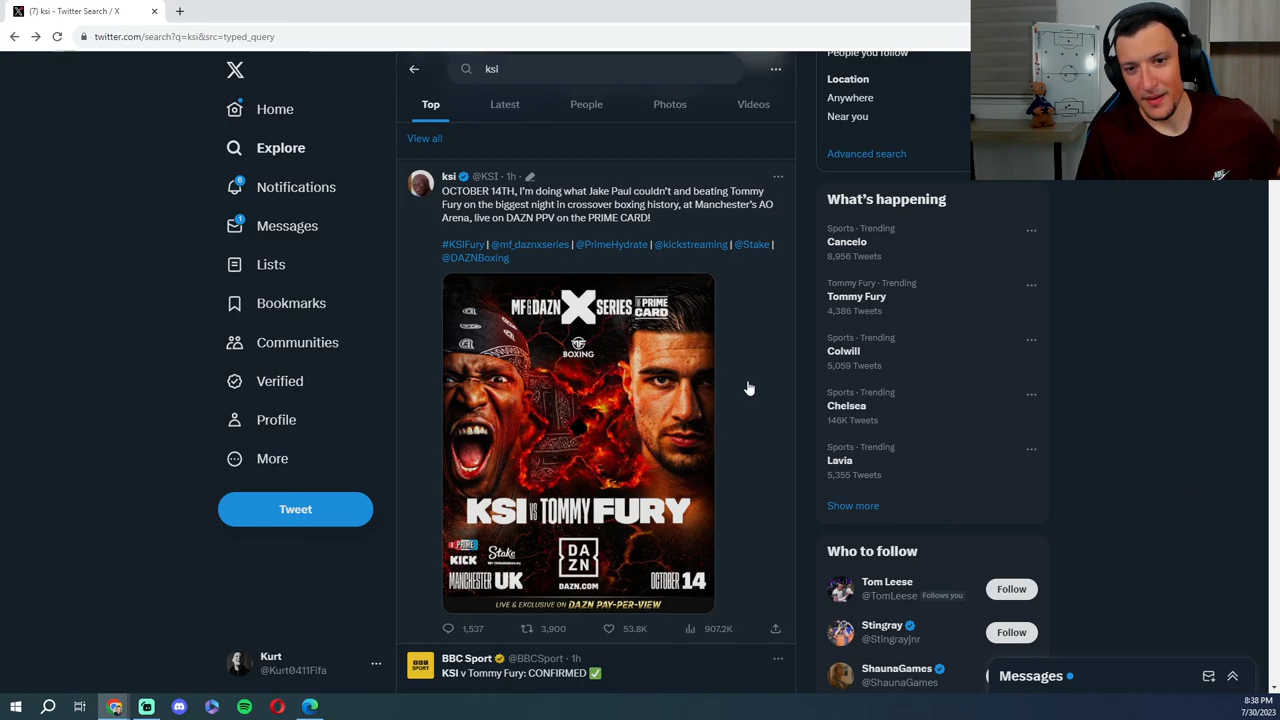 (7) ksi - Twitter Search / X
twitter.com/search?q=ksi&src=typed_query
Home
Explore
6
Notifications
1
Messages
Lists
Bookmarks
Communities
Verified
Profile
More
Tweet
Kurt
@Kurt0411Fifa
ksi
Top
Latest
People
Photos
Videos
View all
ksi @KSI · 1h ·
OCTOBER 14TH, I'm doing what Jake Paul couldn't and beating Tommy
Fury on the biggest night in crossover boxing history, at Manchester's AO
Arena, live on DAZN PPV on the PRIME CARD!
#KSIFury | @mf_daznxseries | @PrimeHydrate | @kickstreaming | @Stake |
@DAZNBoxing
MF&DAZN X SERIES THE PRIME CARD
BOXING
KSI VS TOMMY FURY
PRIME
KICK
Stake
DAZN
DAZN.COM
MANCHESTER UK
OCTOBER 14
LIVE & EXCLUSIVE ON DAZN PAY-PER-VIEW
1,537
3,900
53.8K
907.2K
BBC Sport @BBCSport · 1h
KSI v Tommy Fury: CONFIRMED ✅
People you follow
Location
Anywhere
Near you
Advanced search
What's happening
Sports · Trending
Cancelo
8,956 Tweets
Tommy Fury · Trending
Tommy Fury
4,386 Tweets
Sports · Trending
Colwill
5,059 Tweets
Sports · Trending
Chelsea
146K Tweets
Sports · Trending
Lavia
5,355 Tweets
Show more
Who to follow
Tom Leese
@TomLeese Follows you
Follow
Stingray
@Stingrayjnr
Follow
ShaunaGames
@ShaunaGames
Messages
8:38 PM
7/30/2023